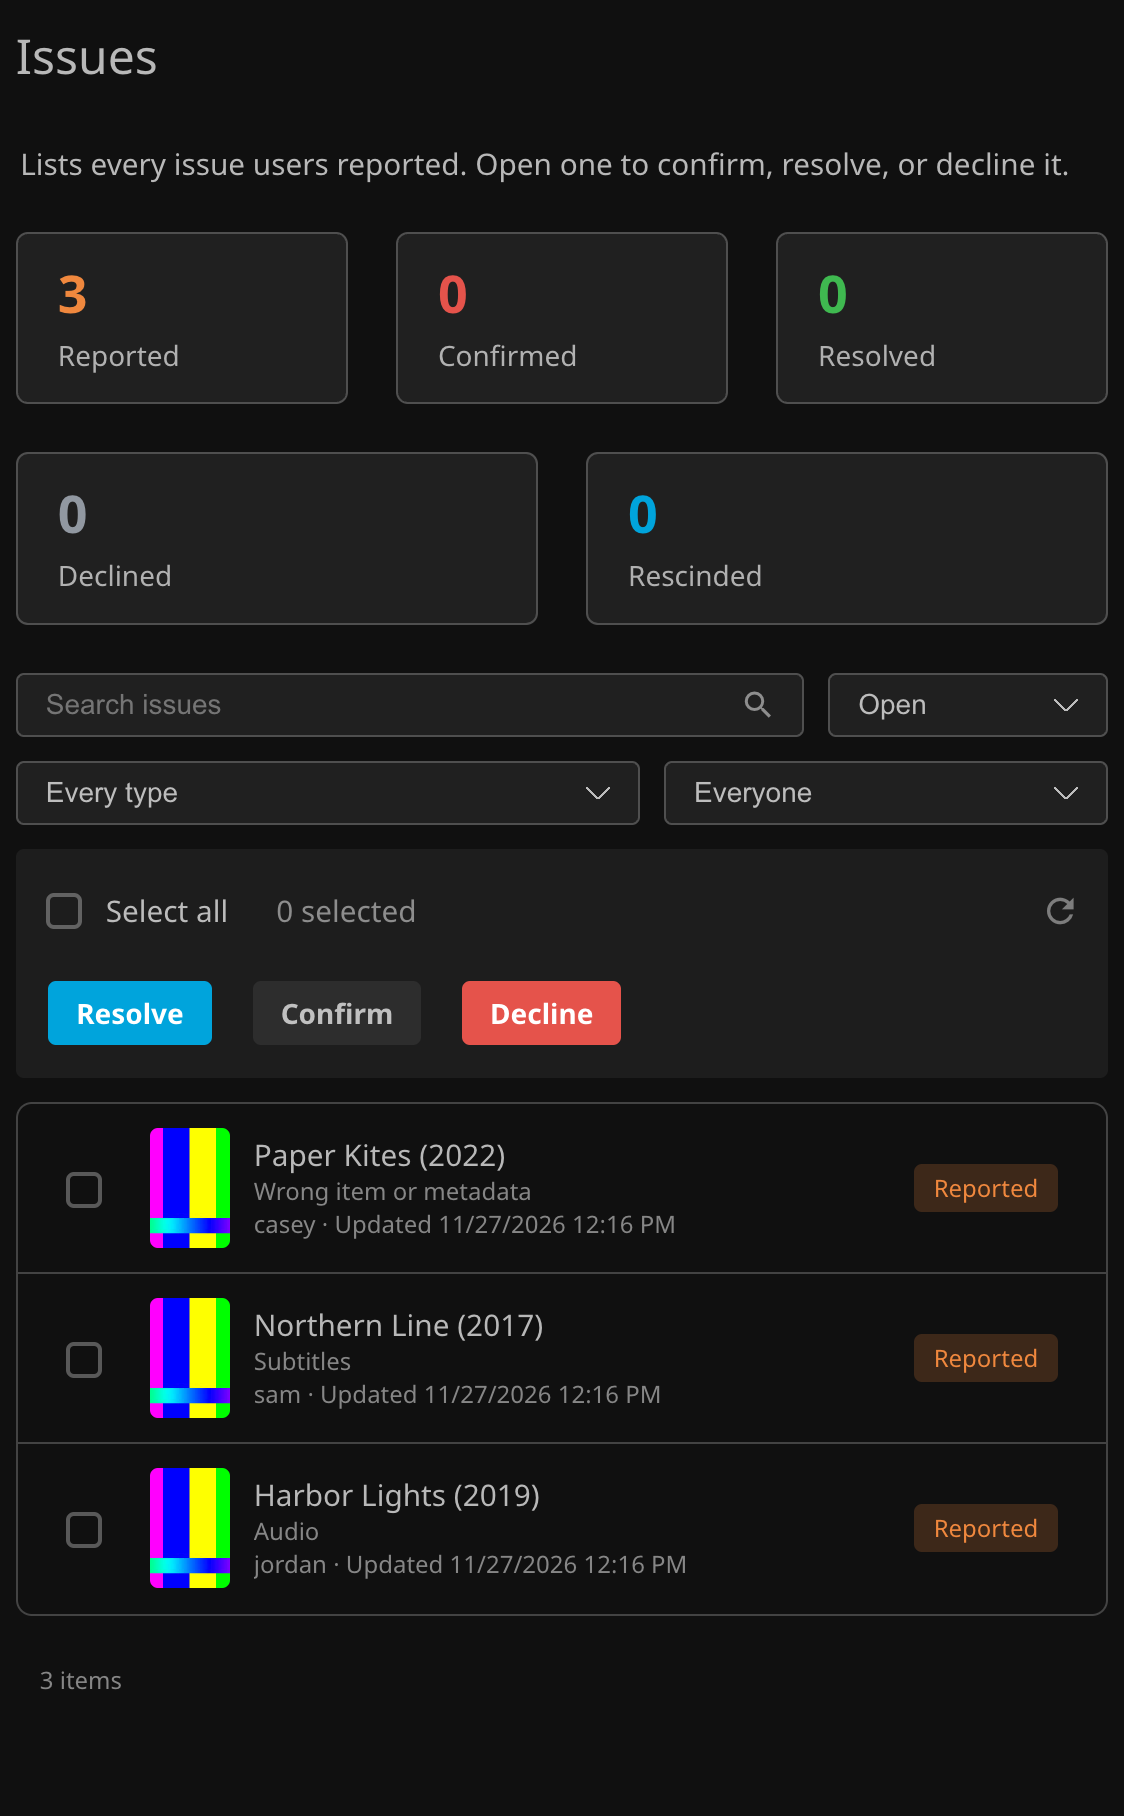 Issues
Lists every issue users reported. Open one to confirm, resolve, or decline it.
3
Reported
0
Confirmed
0
Resolved
0
Declined
0
Rescinded
Search issues
Open
Every type
Everyone
Select all
0 selected
Resolve
Confirm
Decline
Paper Kites (2022)
Wrong item or metadata
casey · Updated 11/27/2026 12:16 PM
Reported
Northern Line (2017)
Subtitles
sam · Updated 11/27/2026 12:16 PM
Reported
Harbor Lights (2019)
Audio
jordan · Updated 11/27/2026 12:16 PM
Reported
3 items